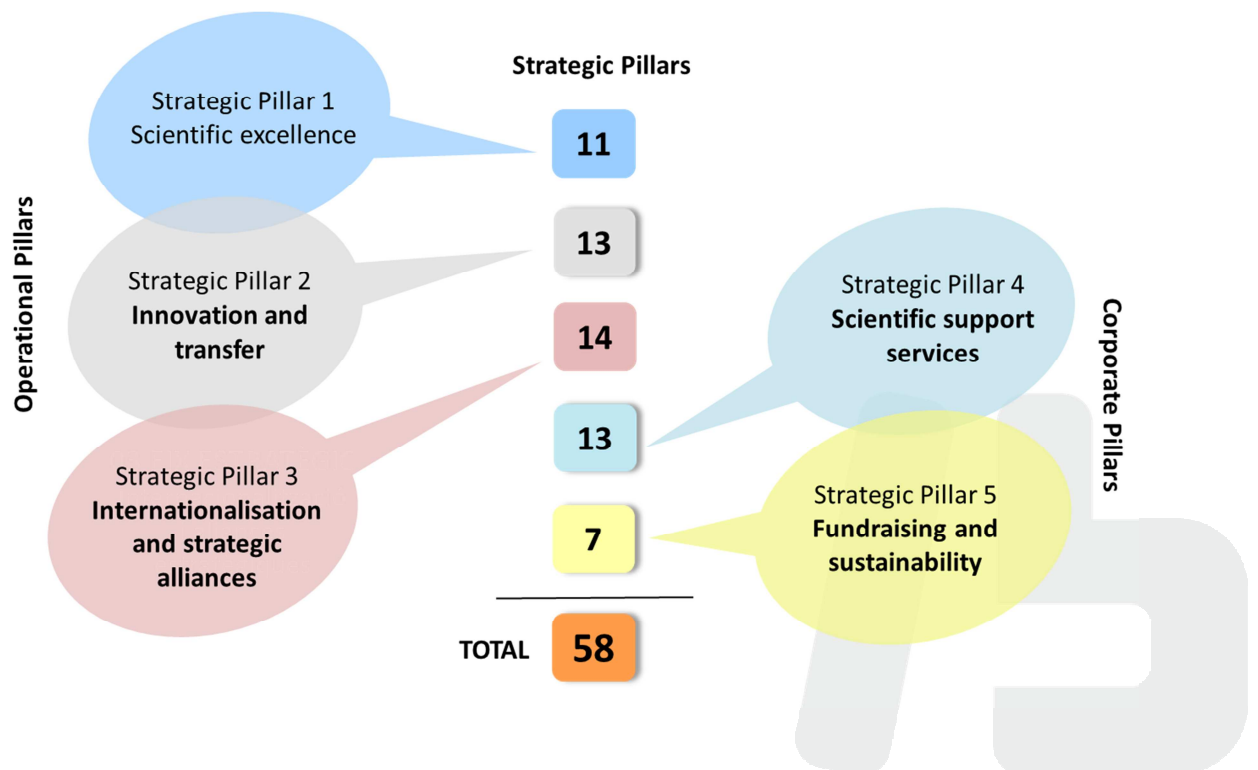 Strategic Pillars
Operational Pillars
Strategic Pillar 1
Scientific excellence
11
Strategic Pillar 2
Innovation and
transfer
13
Strategic Pillar 3
Internationalisation
and strategic
alliances
14
Corporate Pillars
Strategic Pillar 4
Scientific support
services
13
Strategic Pillar 5
Fundraising and
sustainability
7
TOTAL
58